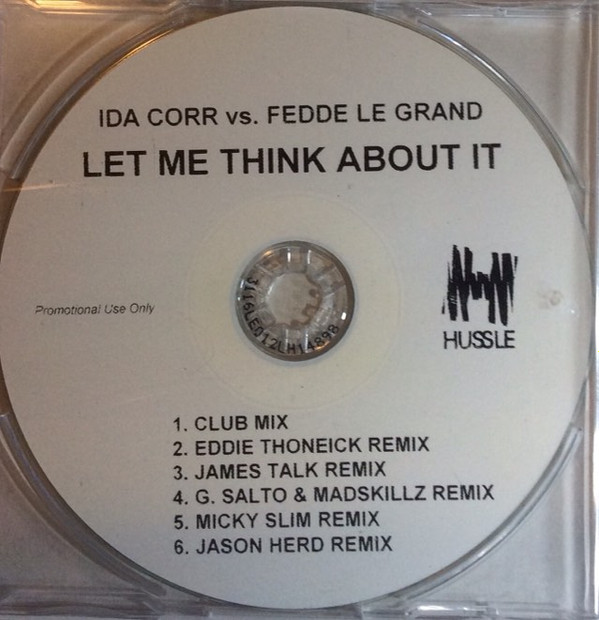 IDA CORR vs. FEDDE LE GRAND
LET ME THINK ABOUT IT
Promotional Use Only
HUSSLE
1. CLUB MIX
2. EDDIE THONEICK REMIX
3. JAMES TALK REMIX
4. G. SALTO & MADSKILLZ REMIX
5. MICKY SLIM REMIX
6. JASON HERD REMIX